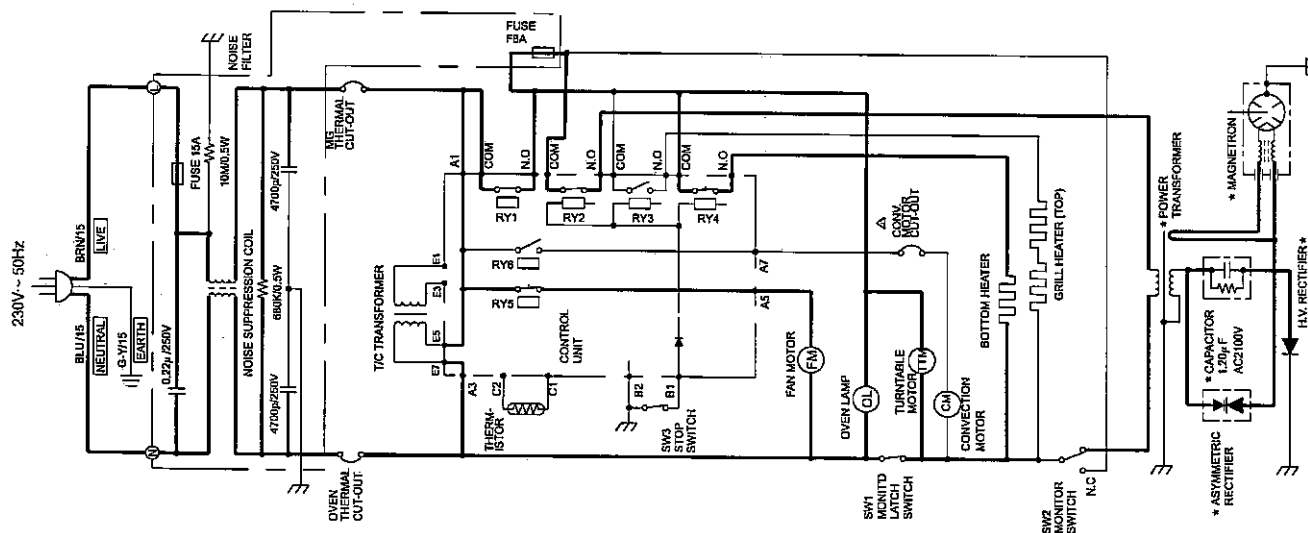 230V~ 50Hz
BLU/15
BRN/15
NEUTRAL
LIVE
G-Y/15
EARTH
N
L
0.22μ /250V
FUSE 15A
10M/0.5W
NOISE
FILTER
NOISE SUPPRESSION COIL
4700p/250V
680K/0.5W
4700p/250V
OVEN
THERMAL
CUT-OUT
MG
THERMAL
CUT-OUT
FUSE
F8A
T/C TRANSFORMER
E7
E5
E3
E1
A3
A1
COM
N.O
COM
N.O
COM
N.O
COM
N.O
RY1
RY2
RY3
RY4
RY6
RY5
A7
A5
CONTROL
UNIT
C2
C1
THERM-
ISTOR
B2
B1
SW3
STOP
SWITCH
FAN MOTOR
FM
OVEN LAMP
OL
TURNTABLE
MOTOR
TTM
CONV.
MOTOR
CUT-OUT
CM
CONVECTION
MOTOR
SW1
MONIT'D
LATCH
SWITCH
BOTTOM HEATER
GRILL HEATER (TOP)
SW2
MONITOR
SWITCH
N.C
* POWER
TRANSFORMER
* MAGNETRON
* CAPACITOR
1.20μ F
AC2100V
* ASYMMETRIC
RECTIFIER
H.V. RECTIFIER*